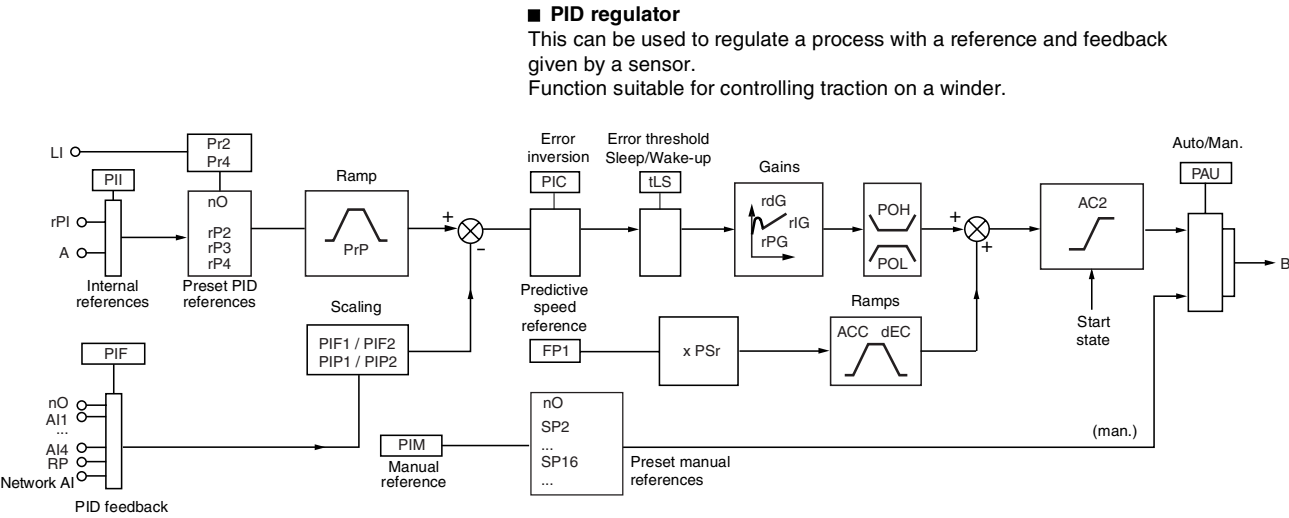 ■ PID regulator
This can be used to regulate a process with a reference and feedback
given by a sensor.
Function suitable for controlling traction on a winder.
LI
Pr2
Pr4
PII
rPI
A
Internal
references
nO
rP2
rP3
rP4
Preset PID
references
Ramp
PrP
+
−
Scaling
PIF1 / PIF2
PIP1 / PIP2
PIF
nO
AI1
...
AI4
RP
Network AI
PID feedback
Error
inversion
PIC
Error threshold
Sleep/Wake-up
tLS
Gains
rdG
rIG
rPG
POH
POL
+
+
AC2
Start
state
Auto/Man.
PAU
B
Predictive
speed
reference
FP1
x PSr
Ramps
ACC dEC
PIM
Manual
reference
nO
SP2
...
SP16
...
Preset manual
references
(man.)